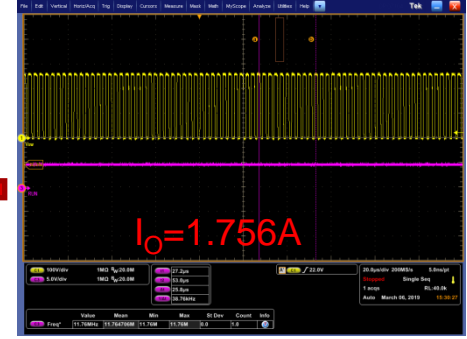 File Edit Vertical Horiz/Acq Trig Display Cursors Measure Mask Math MyScope Analyze Utilities Help
Tek
Iₒ=1.756A
C1 100V/div 1MΩ 20.0M
C2 5.0V/div 1MΩ 20.0M
27.2µs
53.0µs
25.8µs
38.76kHz
22.0V
20.0µs/div 200MS/s 5.0ns/pt
Stopped Single Seq
1 acqs RL:40.0k
Auto March 06, 2019
Value Mean Min Max St Dev Count Info
Freq* 11.76MHz 11.764706M 11.76M 11.76M 0.0 1.0